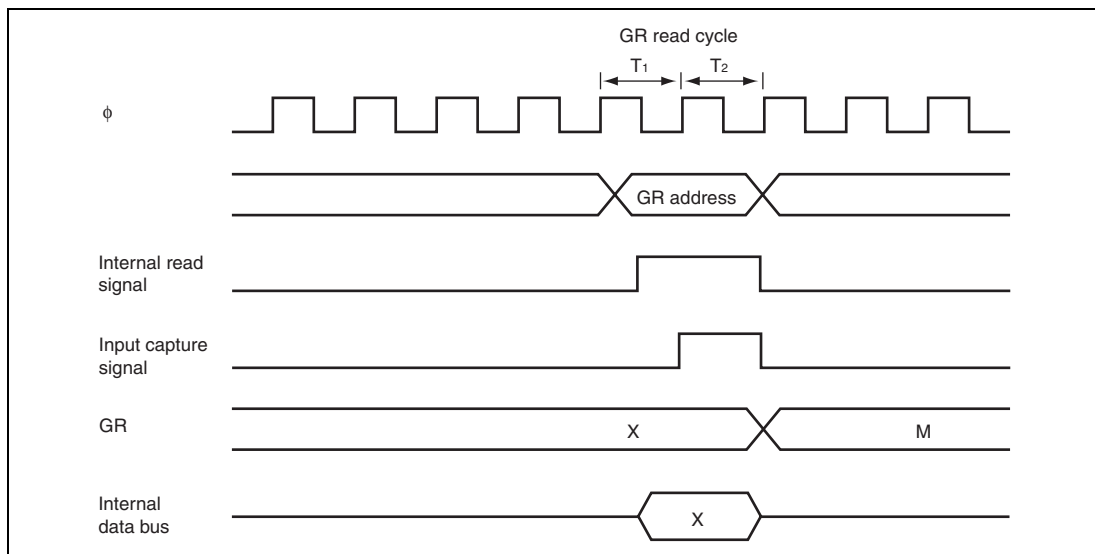 GR read cycle
T1 T2
ϕ
GR address
Internal read
signal
Input capture
signal
GR X M
Internal
data bus X